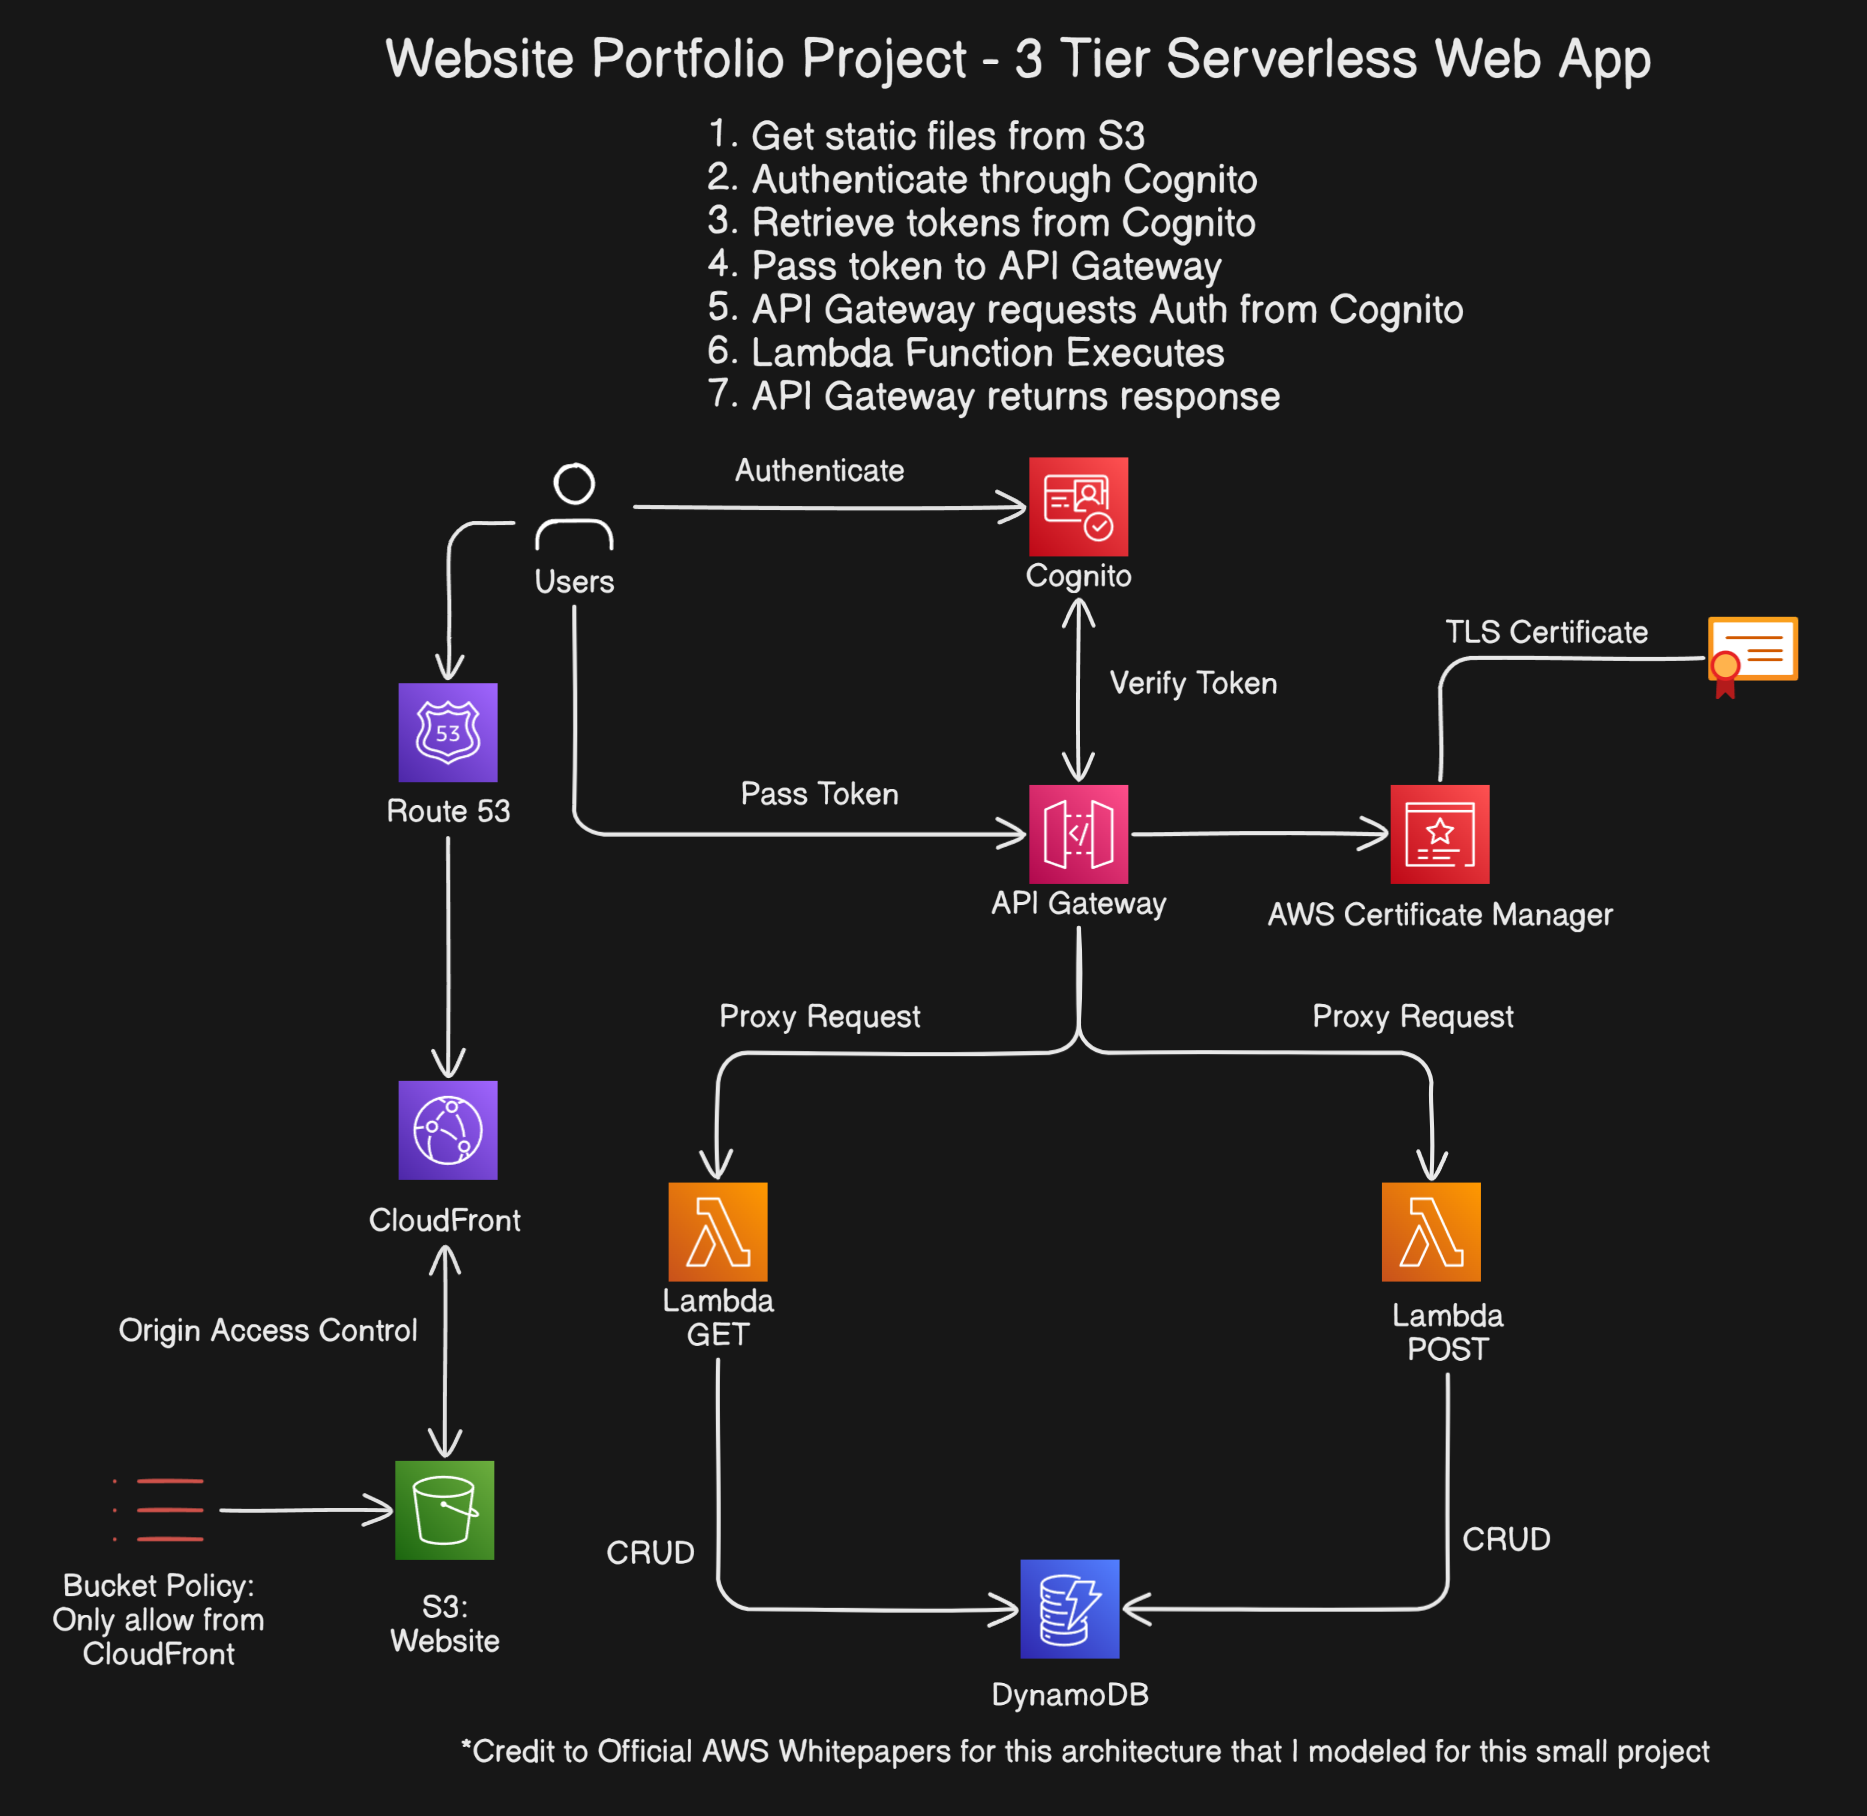 Website Portfolio Project - 3 Tier Serverless Web App
1. Get static files from S3
2. Authenticate through Cognito
3. Retrieve tokens from Cognito
4. Pass token to API Gateway
5. API Gateway requests Auth from Cognito
6. Lambda Function Executes
7. API Gateway returns response
Authenticate
Users
Cognito
TLS Certificate
Verify Token
53
Route 53
Pass Token
API Gateway
AWS Certificate Manager
Proxy Request
Proxy Request
CloudFront
Lambda
GET
Lambda
POST
Origin Access Control
CRUD
CRUD
Bucket Policy:
Only allow from
CloudFront
S3:
Website
DynamoDB
*Credit to Official AWS Whitepapers for this architecture that I modeled for this small project